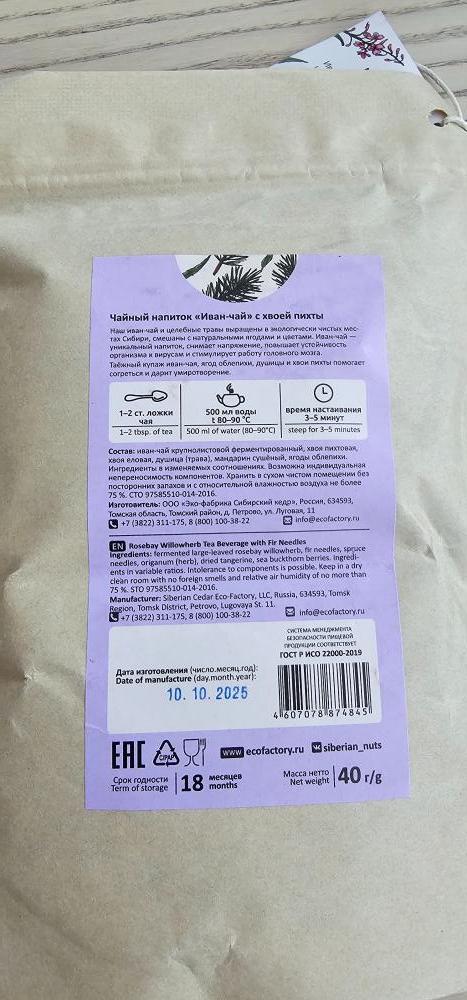 Чайный напиток «Иван-чай» с хвоей пихты
Наш иван-чай и целебные травы выращены в экологически чистых мес-
тах Сибири, смешаны с натуральными ягодами и цветами. Иван-чай —
уникальный напиток, снимает напряжение, повышает устойчивость
организма к вирусам и стимулирует работу головного мозга.
Таёжный купаж иван-чая, ягод облепихи, душицы и хвои пихты помогает
согреться и дарит умиротворение.
1–2 ст. ложки
чая
1–2 tbsp. of tea
500 мл воды
t 80–90 °C
500 ml of water (80–90°C)
время настаивания
3–5 минут
steep for 3–5 minutes
Состав: иван-чай крупнолистовой ферментированный, хвоя пихтовая,
хвоя еловая, душица (трава), мандарин сушёный, ягоды облепихи.
Ингредиенты в изменяемых соотношениях. Возможна индивидуальная
непереносимость компонентов. Хранить в сухом чистом помещении без
посторонних запахов и с относительной влажностью воздуха не более
75 %. СТО 97585510-014-2016.
Изготовитель: ООО «Эко-фабрика Сибирский кедр», Россия, 634593,
Томская область, Томский район, д. Петрово, ул. Луговая, 11
+7 (3822) 311-175, 8 (800) 100-38-22 info@ecofactory.ru
EN Rosebay Willowherb Tea Beverage with Fir Needles
Ingredients: fermented large-leaved rosebay willowherb, fir needles, spruce
needles, origanum (herb), dried tangerine, sea buckthorn berries. Ingredi-
ents in variable ratios. Intolerance to components is possible. Keep in a dry
clean room with no foreign smells and relative air humidity of no more than
75 %. STO 97585510-014-2016.
Manufacturer: Siberian Cedar Eco-Factory, LLC, Russia, 634593, Tomsk
Region, Tomsk District, Petrovo, Lugovaya St. 11.
+7 (3822) 311-175, 8 (800) 100-38-22 info@ecofactory.ru
СИСТЕМА МЕНЕДЖМЕНТА
БЕЗОПАСНОСТИ ПИЩЕВОЙ
ПРОДУКЦИИ СООТВЕТСТВУЕТ
ГОСТ Р ИСО 22000-2019
Дата изготовления (число.месяц.год):
Date of manufacture (day.month.year):
10. 10. 2025
4 607078 874845
EAC C/PAP www ecofactory.ru siberian_nuts
Срок годности
Term of storage
18 месяцев
months
Масса нетто
Net weight
40 г/g